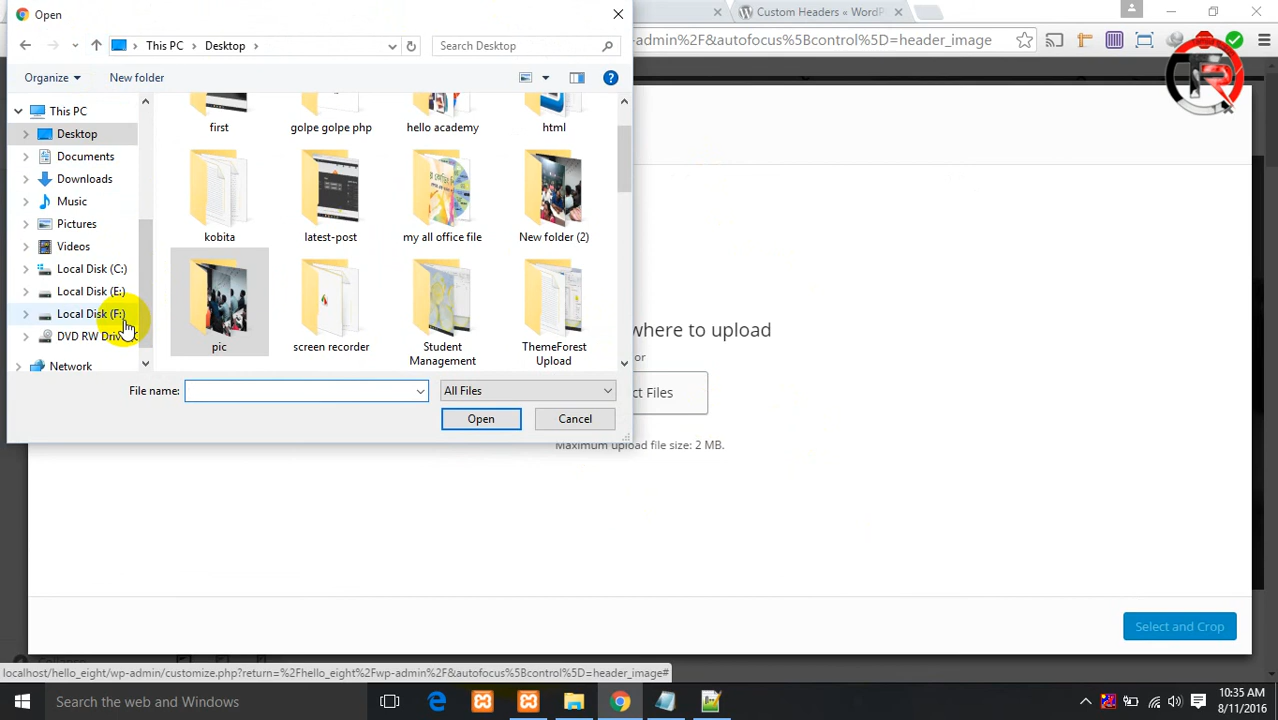 Open
Custom Headers « WordP
This PC
Desktop
Search Desktop
-admin%2F&autofocus%5Bcontrol%5D=header_image
Organize
New folder
This PC
Desktop
Documents
Downloads
Music
Pictures
Videos
Local Disk (C:)
Local Disk (E:)
Local Disk (F:)
DVD RW Driv
Network
first
golpe golpe php
hello academy
html
kobita
latest-post
my all office file
New folder (2)
pic
screen recorder
Student Management
ThemeForest Upload
File name:
All Files
Open
Cancel
where to upload
or
ct Files
Maximum upload file size: 2 MB.
Select and Crop
localhost/hello_eight/wp-admin/customize.php?return=%2Fhello_eight%2Fwp-admin%2F&autofocus%5Bcontrol%5D=header_image#
Search the web and Windows
10:35 AM
8/11/2016